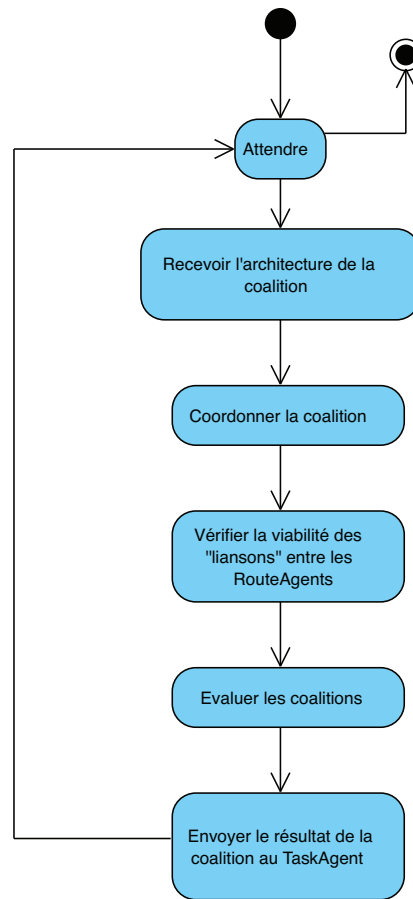 Attendre
Recevoir l'architecture de la
coalition
Coordonner la coalition
Vérifier la viabilité des
"liansons" entre les
RouteAgents
Evaluer les coalitions
Envoyer le résultat de la
coalition au TaskAgent